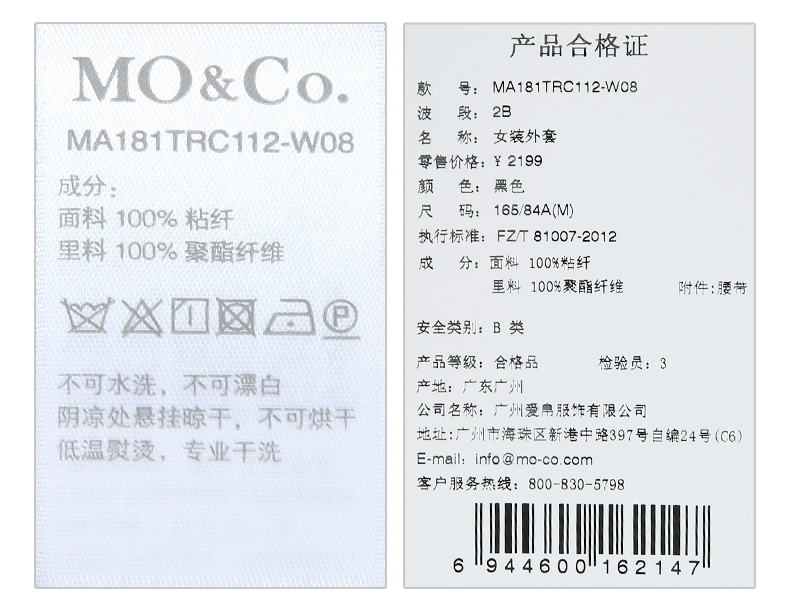 MO&Co.
MA181TRC112-W08
成分:
面料 100% 粘纤
里料 100% 聚酯纤维
P
不可水洗，不可漂白
阴凉处悬挂晾干，不可烘干
低温熨烫，专业干洗
产品合格证
款 号: MA181TRC112-W08
波 段: 2B
名 称: 女装外套
零售价格: ¥ 2199
颜 色: 黑色
尺 码: 165/84A(M)
执行标准: FZ/T 81007-2012
成 分: 面料 100%粘纤
里料 100%聚酯纤维 附件:腰带
安全类别: B 类
产品等级: 合格品 检验员: 3
产地: 广东广州
公司名称: 广州爱帛服饰有限公司
地址:广州市海珠区新港中路397号自编24号(C6)
E-mail: info@mo-co.com
客户服务热线: 800-830-5798
6 944600 162147